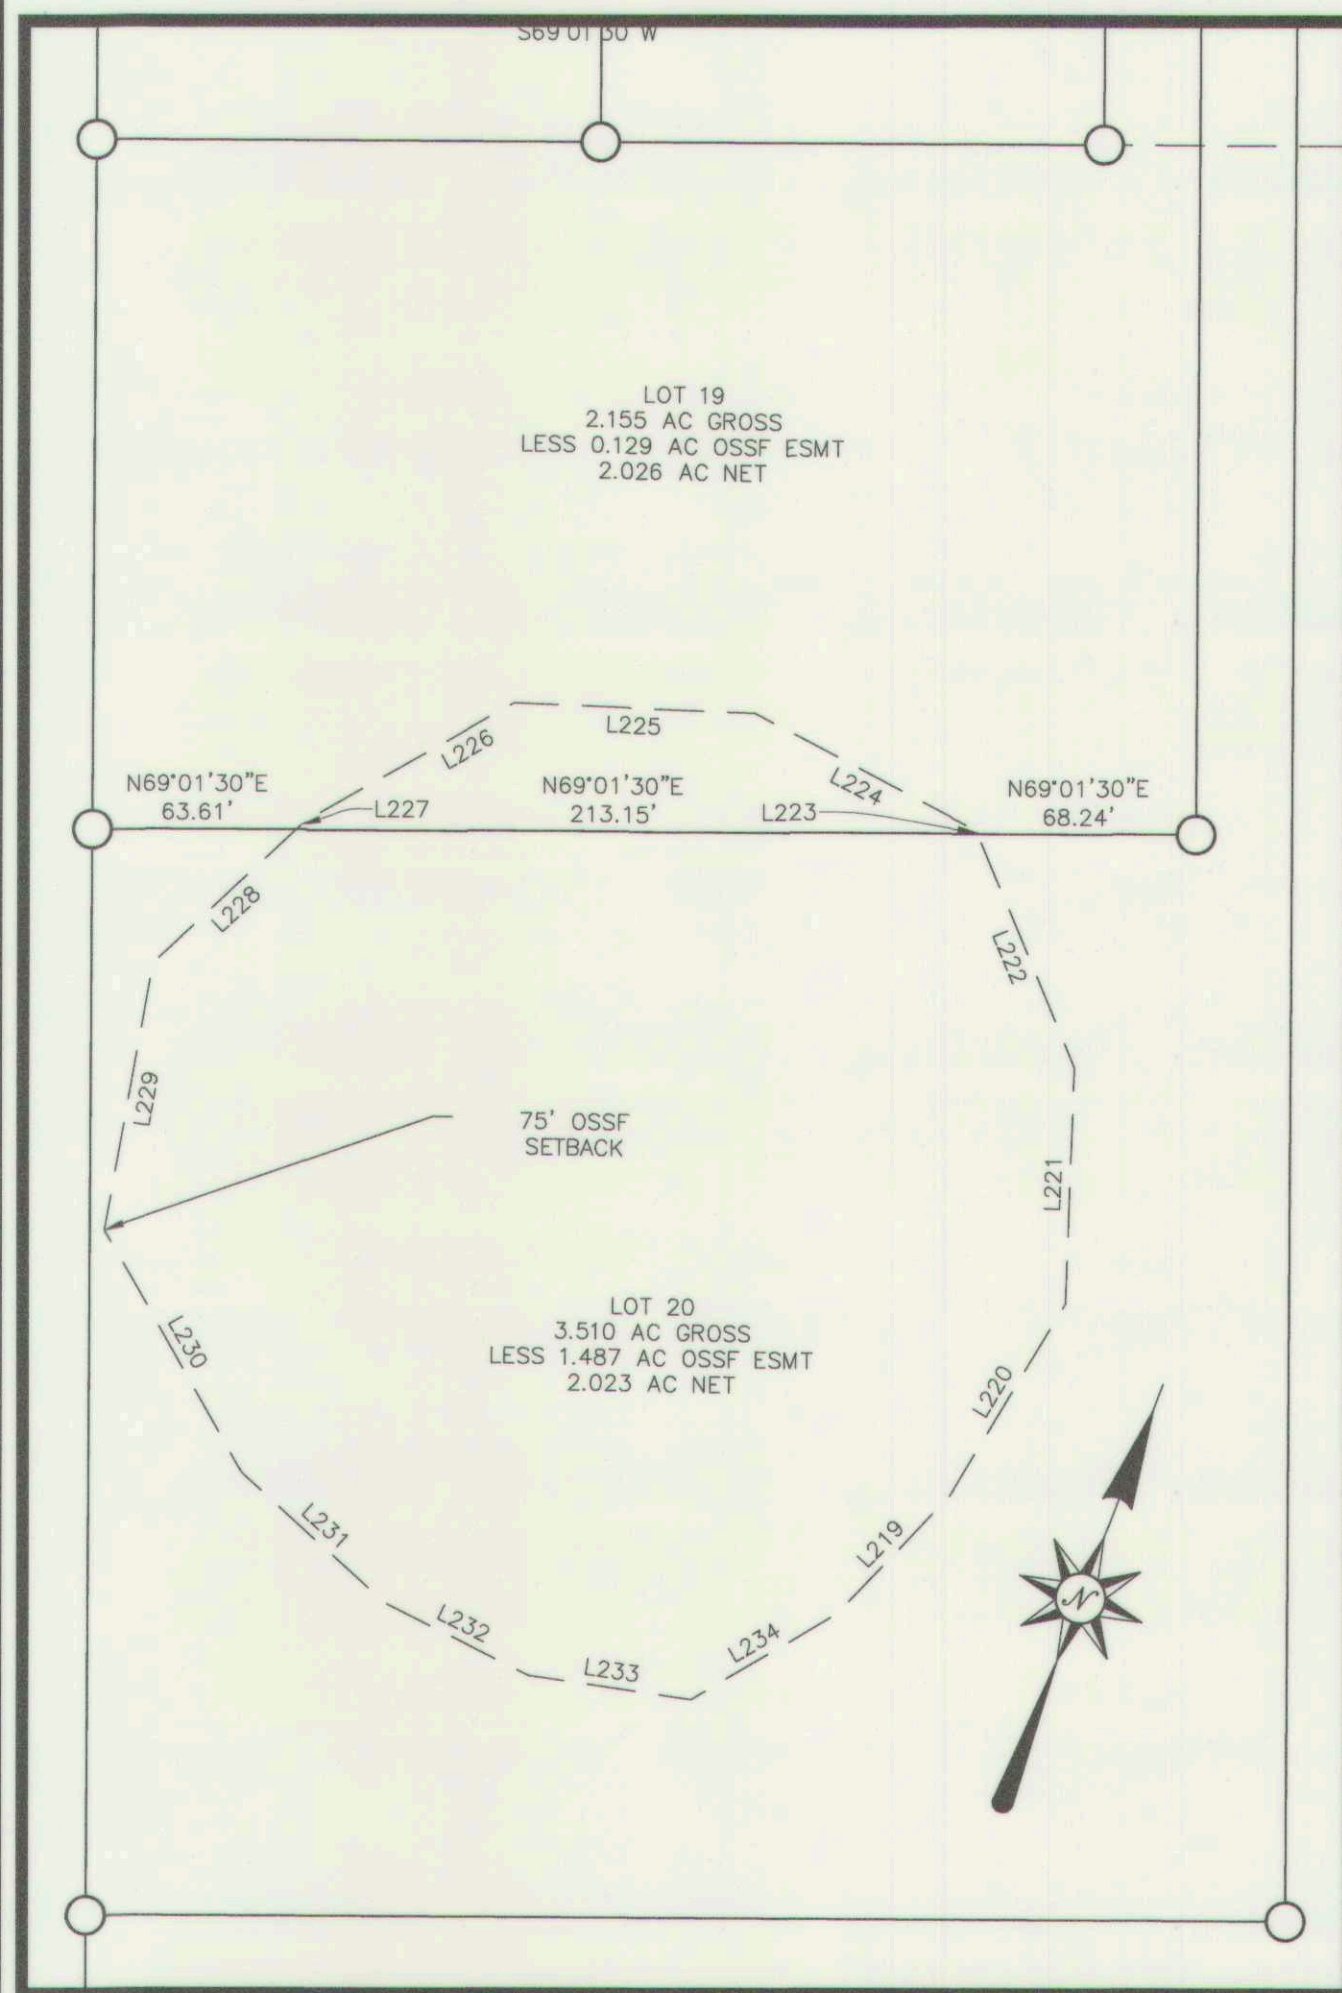 S69°01'30"W
LOT 19
2.155 AC GROSS
LESS 0.129 AC OSSF ESMT
2.026 AC NET
L225
L226
L224
N69°01'30"E
63.61'
L227
N69°01'30"E
213.15'
L223
N69°01'30"E
68.24'
L228
L222
L229
75' OSSF
SETBACK
L221
LOT 20
3.510 AC GROSS
LESS 1.487 AC OSSF ESMT
2.023 AC NET
L230
L220
L231
L219
L232
L233
L234
N